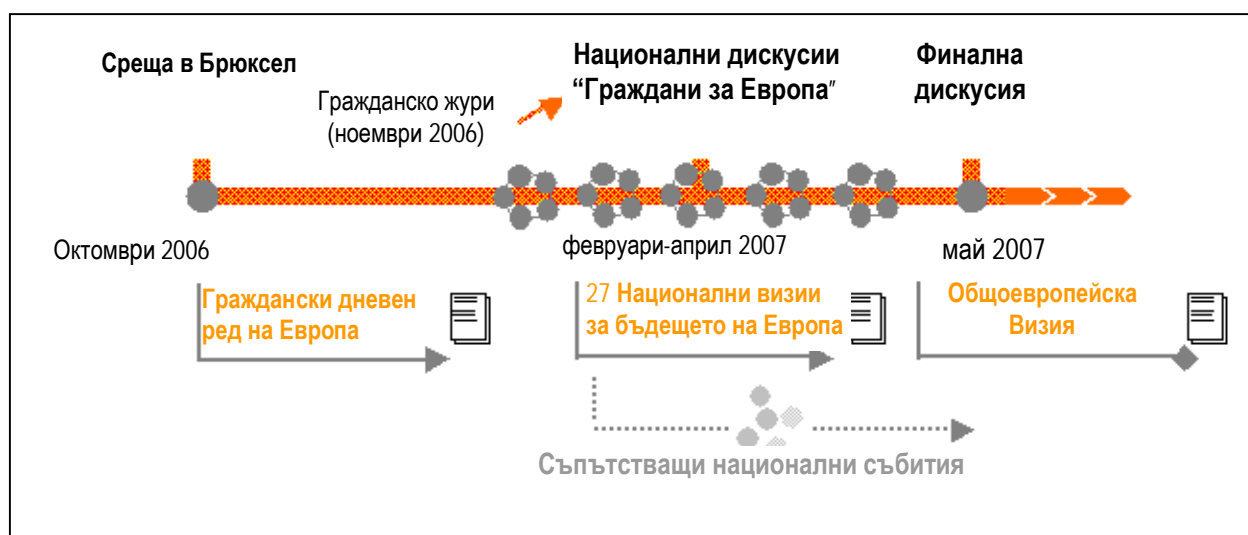 Среща в Брюксел
Национални дискусии
“Граждани за Европа”
Финална
дискусия
Гражданско жури
(ноември 2006)
Октомври 2006
февруари-април 2007
май 2007
Граждански дневен
ред на Европа
27 Национални визии
за бъдещето на Европа
Общоевропейска
Визия
Съпътстващи национални събития